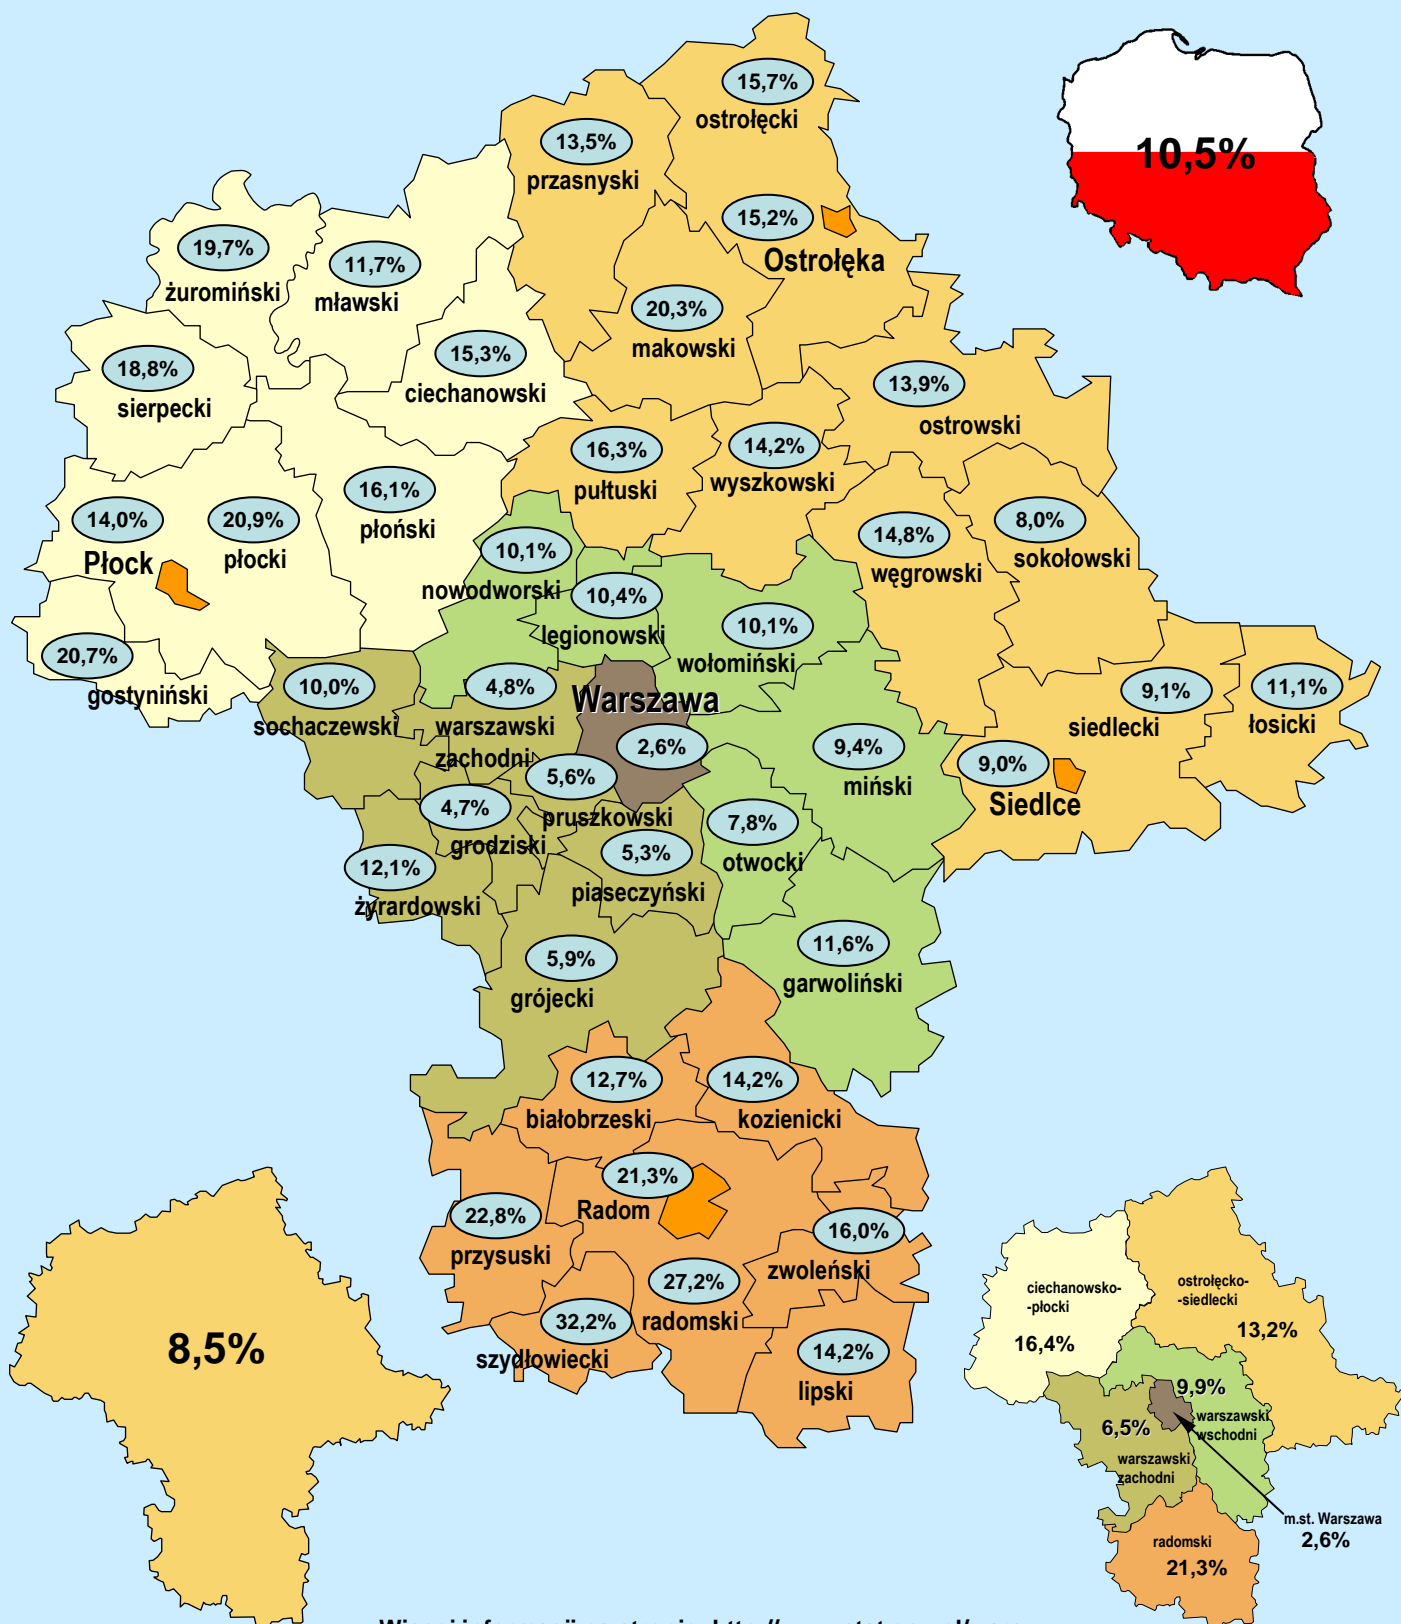 15,7%
ostrołęcki
10,5%
13,5%
przasnyski
15,2%
Ostrołęka
19,7%
żuromiński
11,7%
mławski
20,3%
makowski
15,3%
ciechanowski
18,8%
sierpecki
13,9%
ostrowski
16,3%
pułtuski
14,2%
wyszkowski
16,1%
płoński
14,0%
Płock
20,9%
płocki
14,8%
węgrowski
8,0%
sokołowski
10,1%
nowodworski
10,4%
legionowski
10,1%
wołomiński
20,7%
gostyniński
10,0%
sochaczewski
4,8%
warszawski
zachodni
Warszawa
2,6%
9,4%
miński
9,1%
siedlecki
11,1%
łosicki
9,0%
Siedlce
5,6%
pruszkowski
4,7%
grodziski
7,8%
otwocki
5,3%
piaseczyński
12,1%
żyrardowski
11,6%
garwoliński
5,9%
grójecki
12,7%
białobrzeski
14,2%
kozienicki
21,3%
Radom
22,8%
przysuski
16,0%
zwoleński
27,2%
radomski
32,2%
szydłowiecki
14,2%
lipski
8,5%
ciechanowsko-
-płocki
16,4%
ostrołęcko-
-siedlecki
13,2%
9,9%
warszawski
wschodni
6,5%
warszawski
zachodni
m.st. Warszawa
2,6%
radomski
21,3%